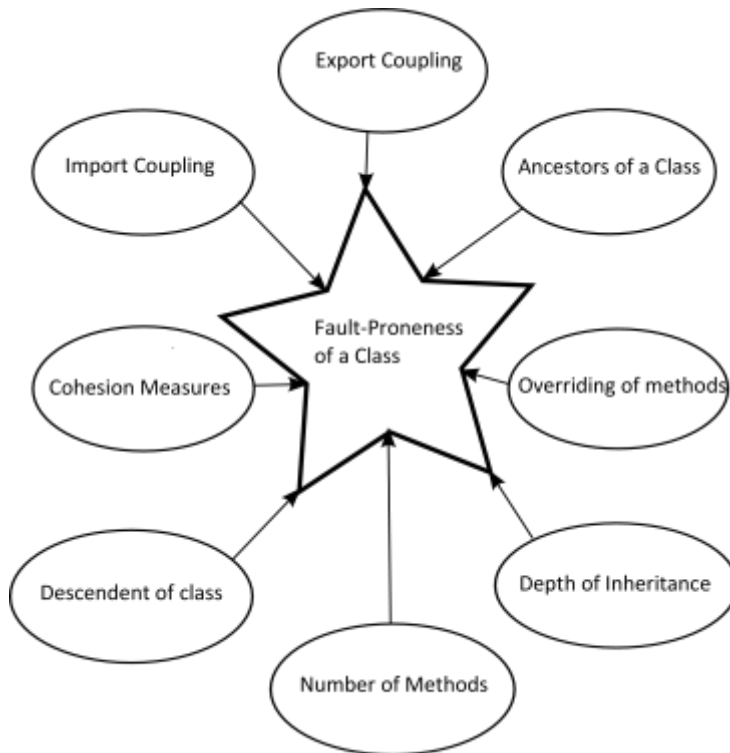 Export Coupling
Import Coupling
Ancestors of a Class
Fault-Proneness
of a Class
Cohesion Measures
Overriding of methods
Descendent of class
Depth of Inheritance
Number of Methods